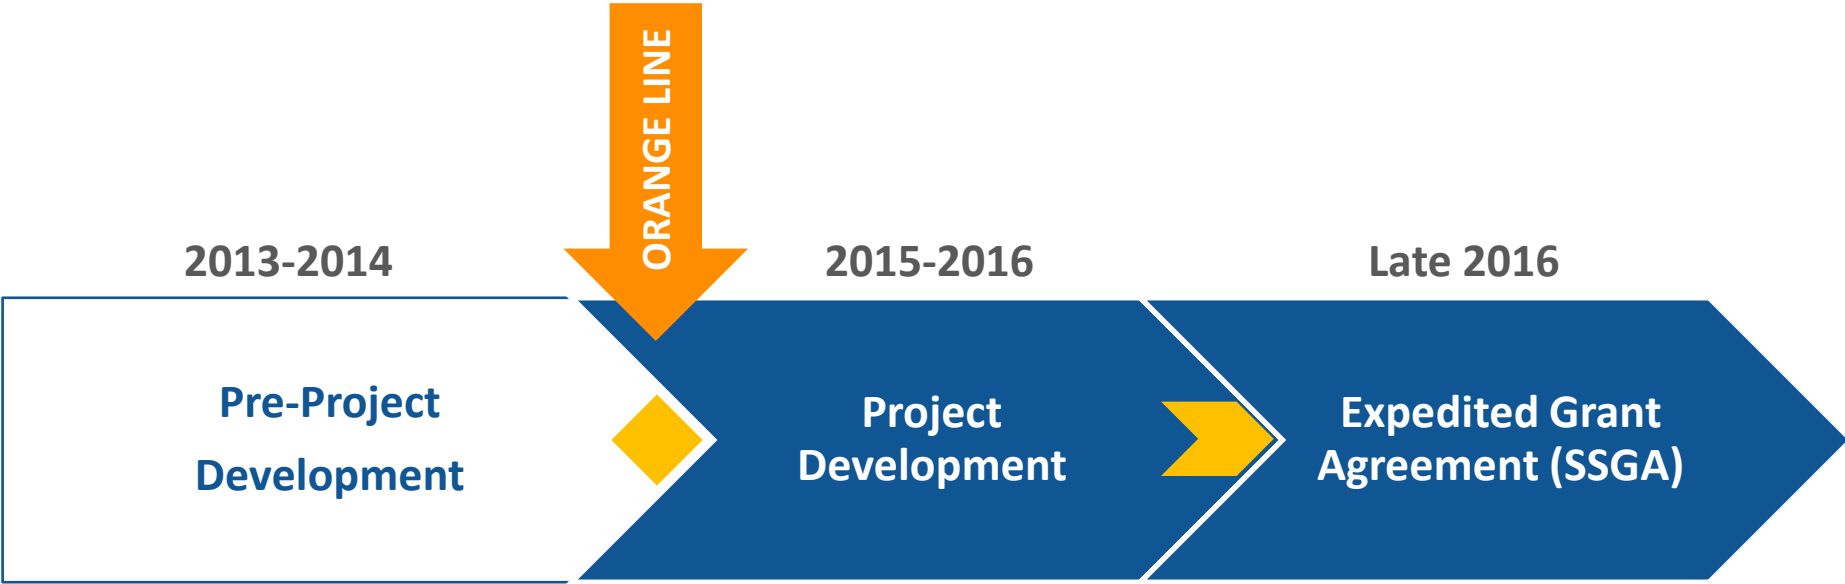 ORANGE LINE
2013-2014
2015-2016
Late 2016
Pre-Project
Development
Project
Development
Expedited Grant
Agreement (SSGA)